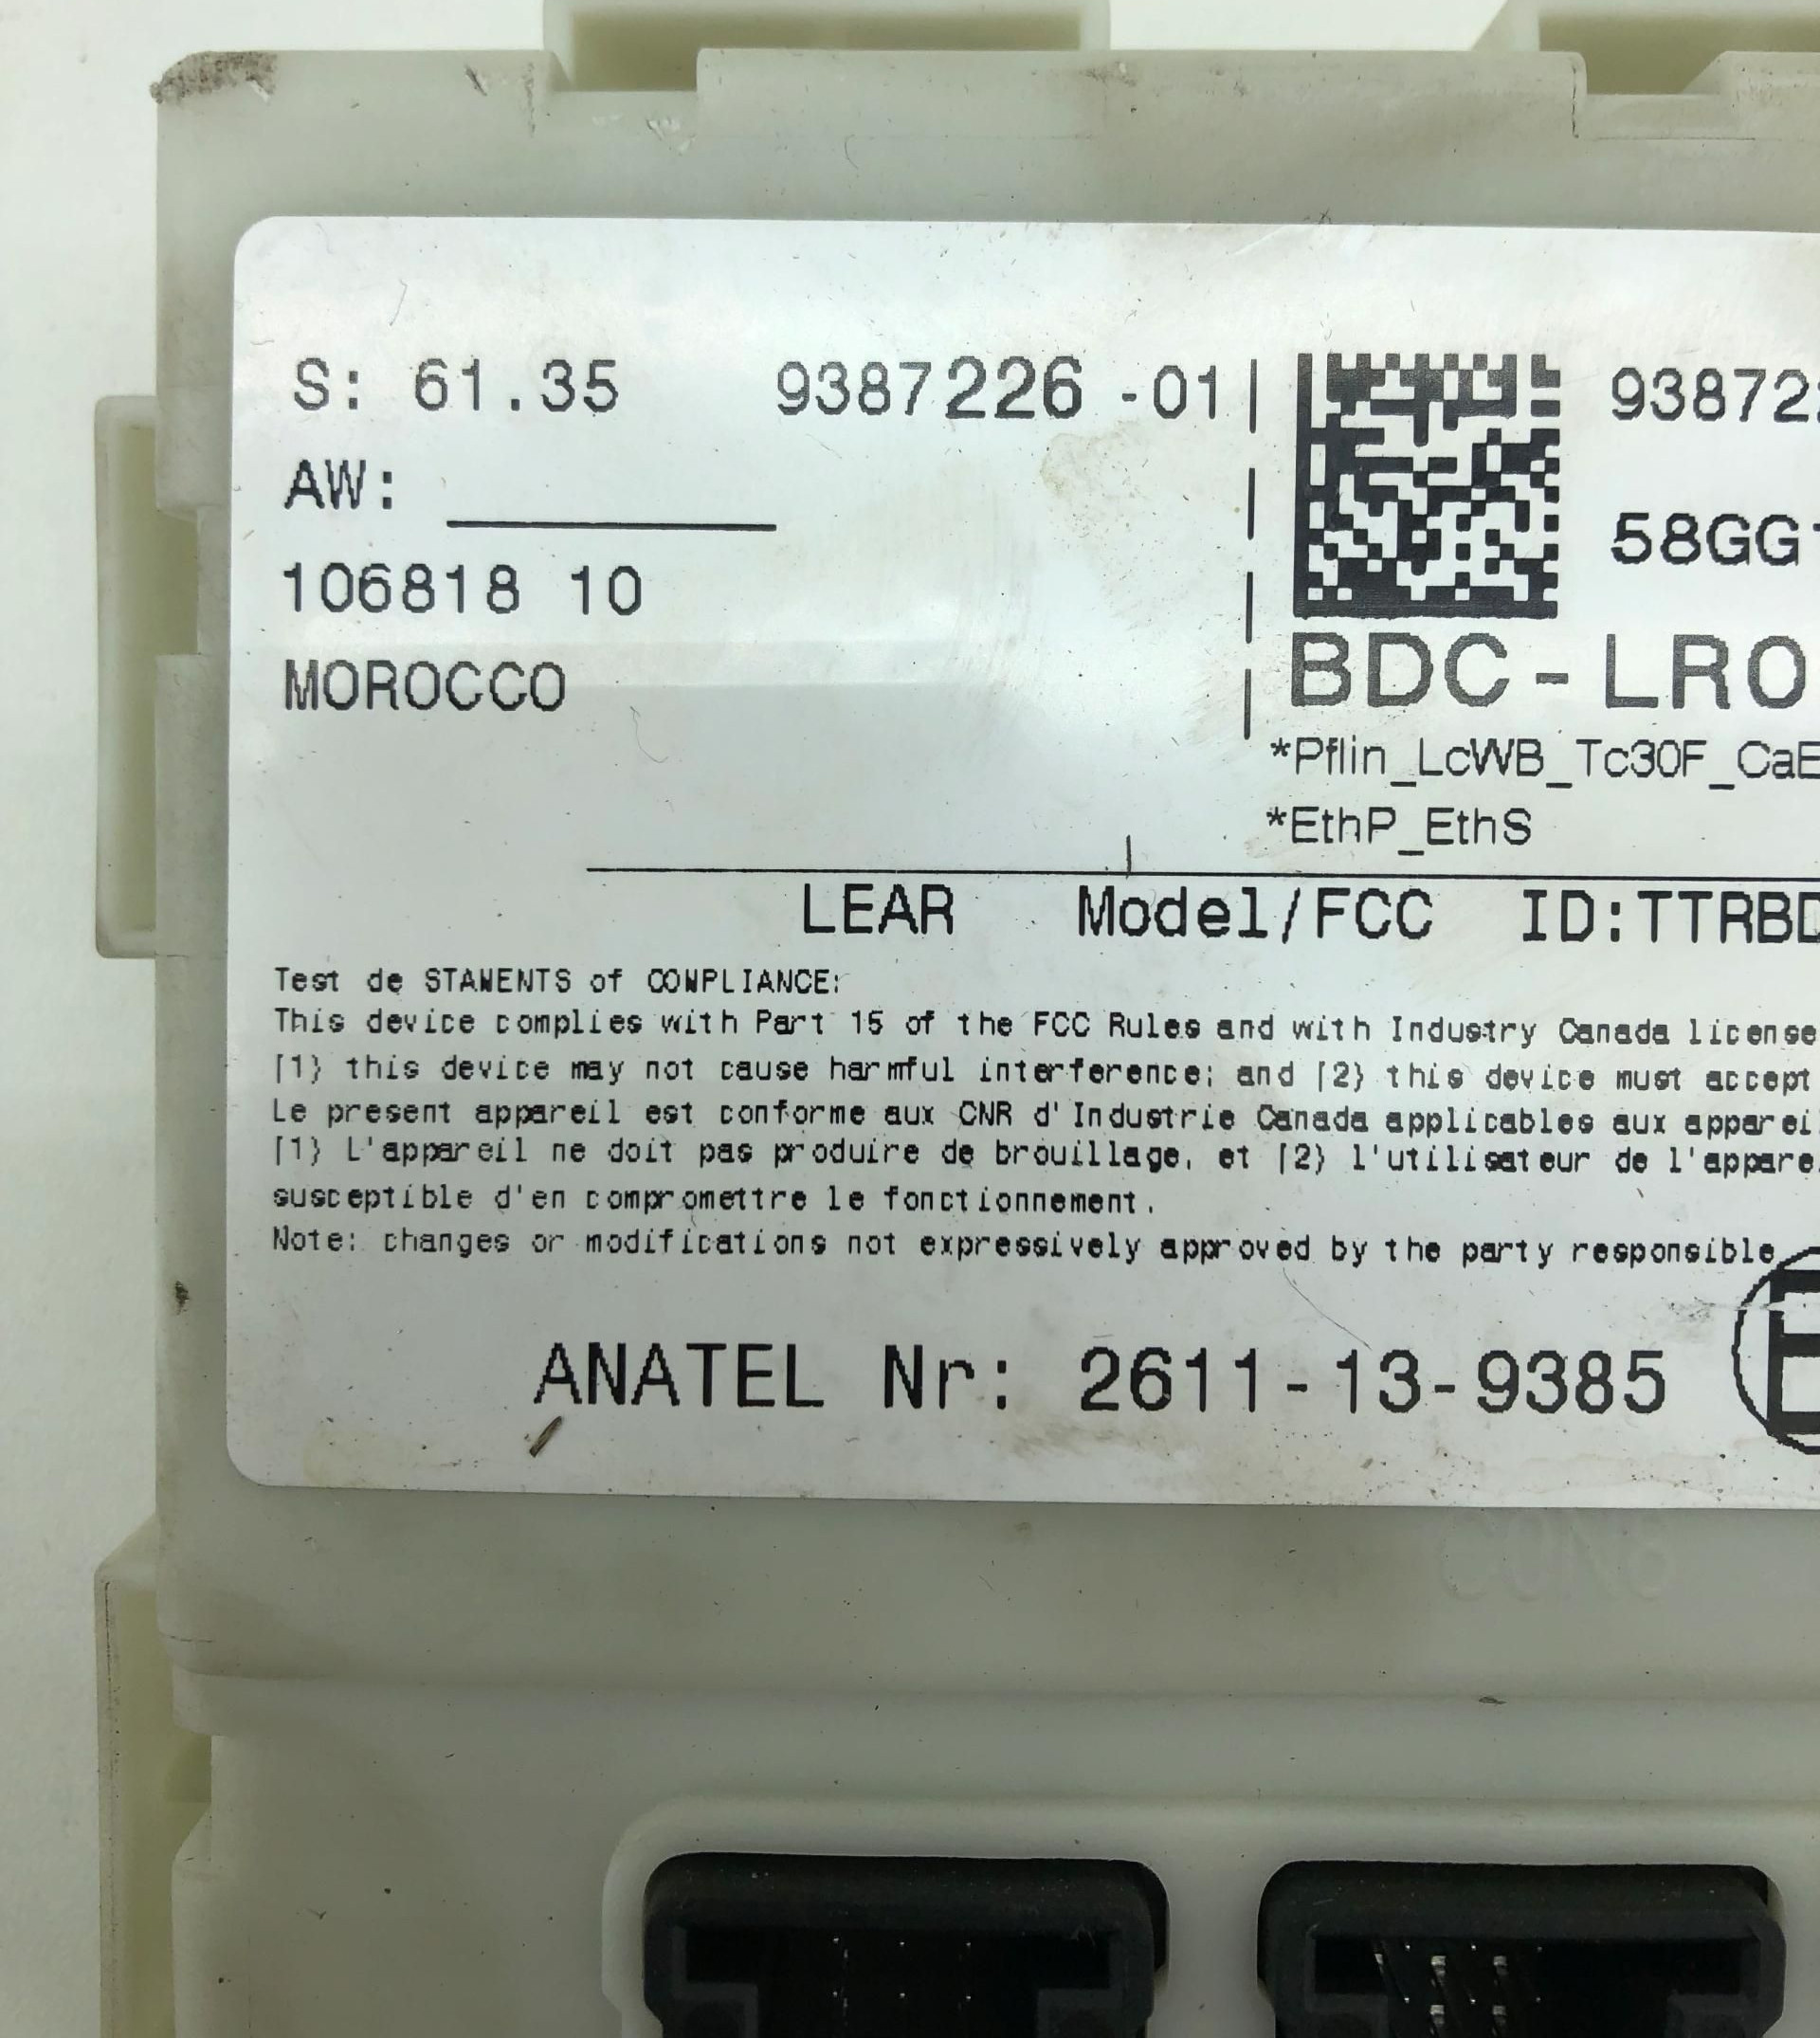 S: 61.35 9387226 -01
93872
AW:
58GG
106818 10
MOROCCO
BDC-LR0
*Pflin_LcWB_Tc30F_CaE
*EthP_EthS
LEAR Model/FCC ID:TTRBD
Test de STAMENTS of COMPLIANCE:
This device complies with Part 15 of the FCC Rules and with Industry Canada license
[1} this device may not cause harmful interference; and [2} this device must accept
Le present appareil est conforme aux CNR d'Industrie Canada applicables aux apparei
[1} L'appareil ne doit pas produire de brouillage, et [2} l'utilisateur de l'appare
susceptible d'en compromettre le fonctionnement.
Note: changes or modifications not expressively approved by the party responsible
ANATEL Nr: 2611-13-9385
CON6